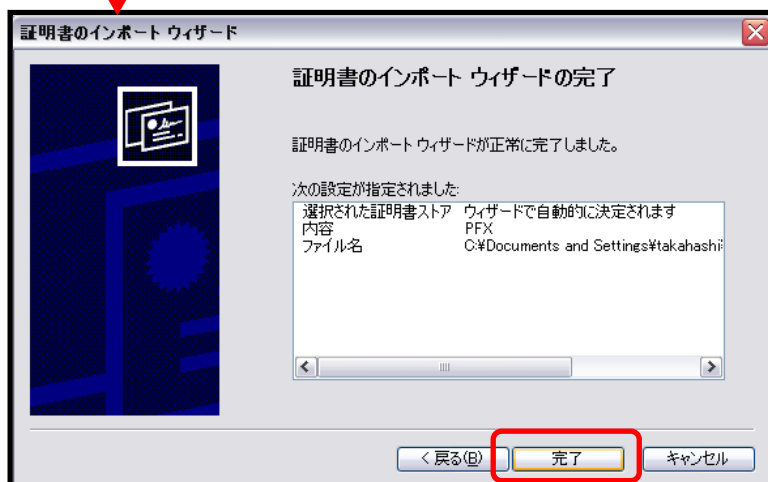 証明書のインポート ウィザード
証明書のインポート ウィザードの完了
証明書のインポート ウィザードが正常に完了しました。
次の設定が指定されました:
選択された証明書ストア ウィザードで自動的に決定されます
内容 PFX
ファイル名 C:¥Documents and Settings¥takahashi
< 戻る(B) 完了 キャンセル